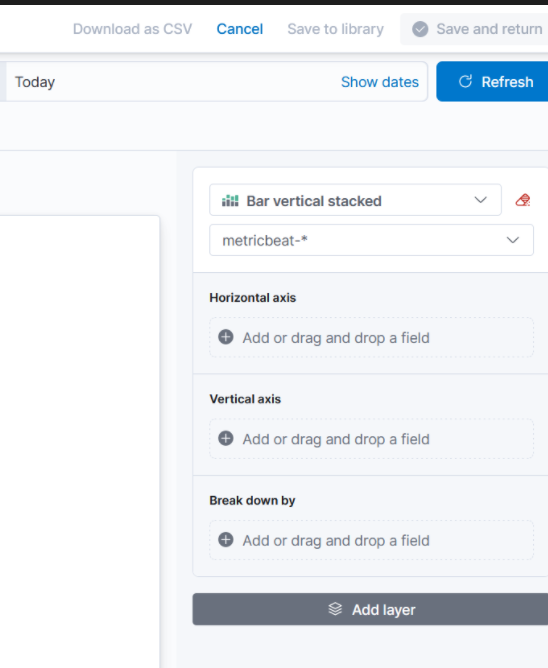 Download as CSV Cancel Save to library Save and return
Today Show dates Refresh
Bar vertical stacked
metricbeat-*
Horizontal axis
Add or drag and drop a field
Vertical axis
Add or drag and drop a field
Break down by
Add or drag and drop a field
Add layer